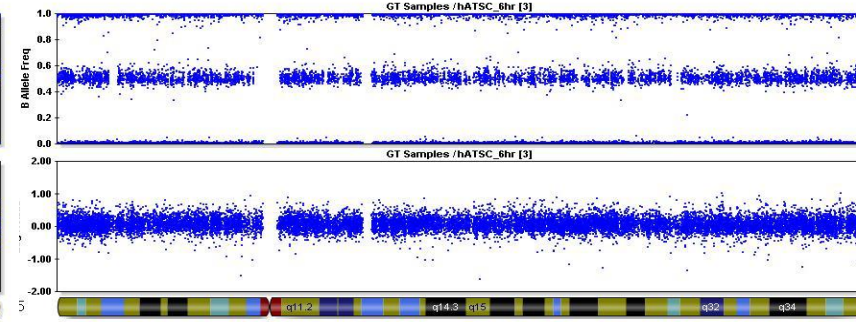 GT Samples /hATSC_6hr [3]
1.0
0.8
0.6
0.4
0.2
0.0
B Allele Freq
GT Samples /hATSC_6hr [3]
2.00
1.00
0.00
-1.00
-2.00
q11.2 q14.3 q15 q32 q34